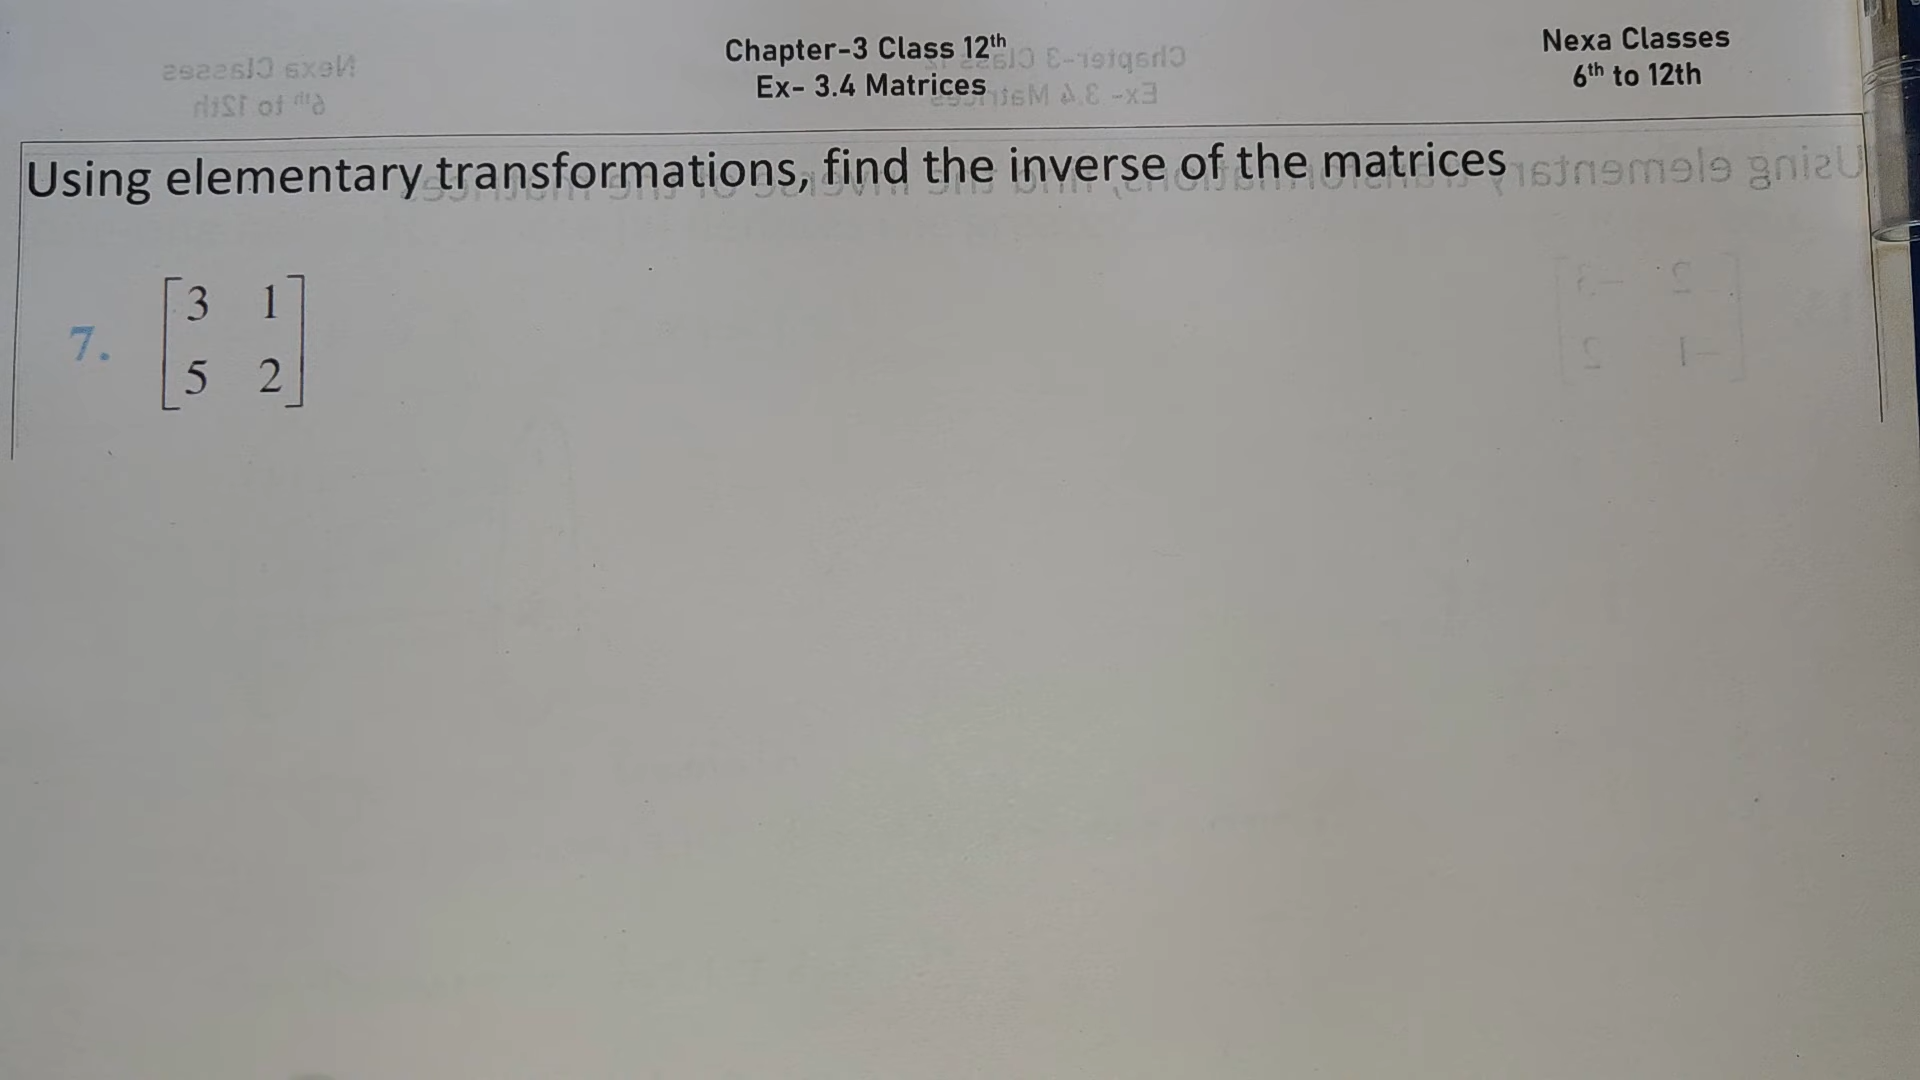 Chapter-3 Class 12th
Ex- 3.4 Matrices
Nexa Classes
6th to 12th
Using elementary transformations, find the inverse of the matrices
7. [3 1
5 2]